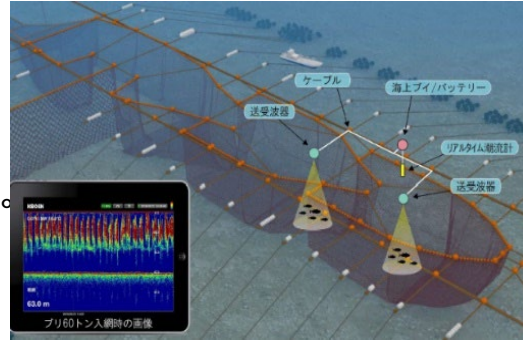 ケーブル
海上ブイ/バッテリー
送受波器
リアルタイム潮流計
送受波器
63.0 m
ブリ60トン入網時の画像